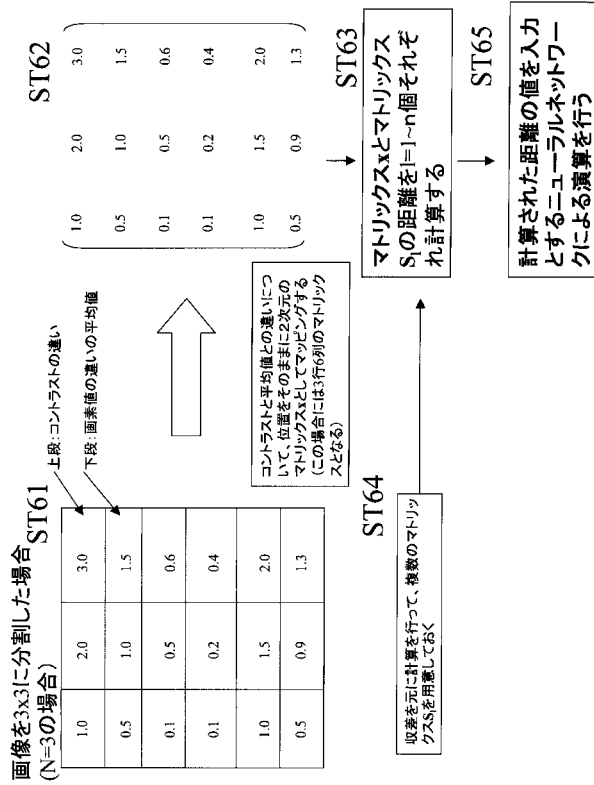 画像を3x3に分割した場合
(N=3の場合)
ST61
上段:コントラストの違い
下段:画素値の違いの平均値
1.0 2.0 3.0
0.5 1.0 1.5
0.1 0.5 0.6
0.1 0.2 0.4
1.0 1.5 2.0
0.5 0.9 1.3
コントラストと平均値との違いにつ
いて、位置をそのままに2次元の
マトリックスxとしてマッピングする
(この場合には3行6列のマトリック
スとなる)
ST62
1.0 2.0 3.0
0.5 1.0 1.5
0.1 0.5 0.6
0.1 0.2 0.4
1.0 1.5 2.0
0.5 0.9 1.3
ST63
マトリックスxとマトリックス
Slの距離をl=1~n個それぞ
れ計算する
ST64
収差を元に計算を行って、複数のマトリッ
クスSlを用意しておく
ST65
計算された距離の値を入力
とするニューラルネットワー
クによる演算を行う